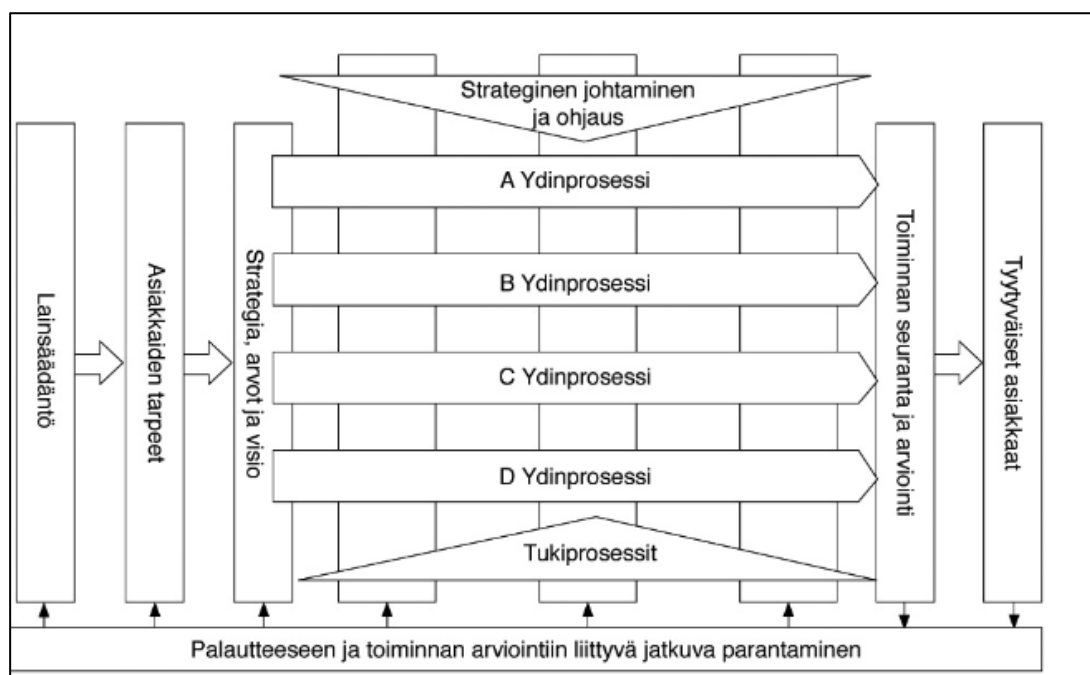 Strateginen johtaminen
ja ohjaus
Lainsäädäntö
Asiakkaiden tarpeet
Strategia, arvot ja visio
A Ydinprosessi
B Ydinprosessi
C Ydinprosessi
D Ydinprosessi
Tukiprosessit
Toiminnan seuranta ja arviointi
Tyytyväiset asiakkaat
Palautteeseen ja toiminnan arviointiin liittyvä jatkuva parantaminen